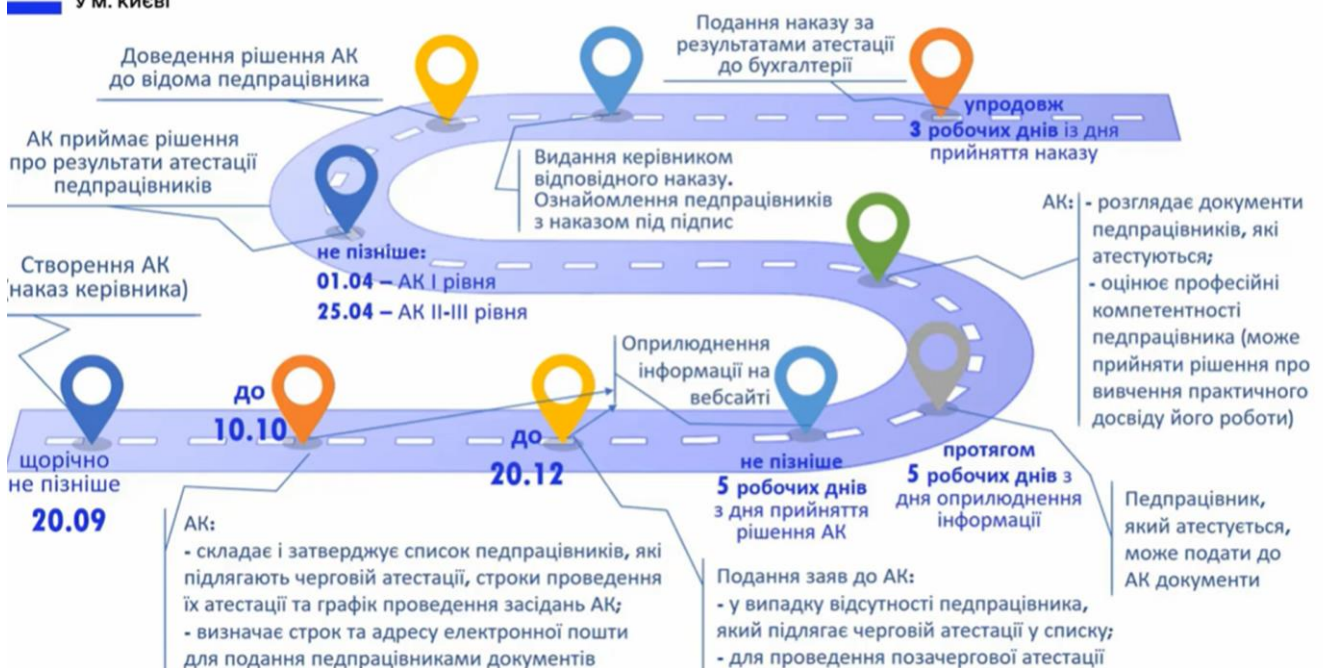 у м. Києві
Подання наказу за
результатами атестації
до бухгалтерії
Доведення рішення АК
до відома педпрацівника
упродовж
3 робочих днів із дня
прийняття наказу
АК приймає рішення
про результати атестації
педпрацівників
Видання керівником
відповідного наказу.
Ознайомлення педпрацівників
з наказом під підпис
не пізніше:
01.04 – АК І рівня
25.04 – АК ІІ-ІІІ рівня
АК:
- розглядає документи
педпрацівників, які
атестуються;
- оцінює професійні
компетентності
педпрацівника (може
прийняти рішення про
вивчення практичного
досвіду його роботи)
Створення АК
(наказ керівника)
щорічно
не пізніше
20.09
до
10.10
до
20.12
Оприлюднення
інформації на
вебсайті
не пізніше
5 робочих днів
з дня прийняття
рішення АК
протягом
5 робочих днів з
дня оприлюднення
інформації
Педпрацівник,
який атестується,
може подати до
АК документи
АК:
- складає і затверджує список педпрацівників, які
підлягають черговій атестації, строки проведення
їх атестації та графік проведення засідань АК;
- визначає строк та адресу електронної пошти
для подання педпрацівниками документів
Подання заяв до АК:
- у випадку відсутності педпрацівника,
який підлягає черговій атестації у списку;
- для проведення позачергової атестації